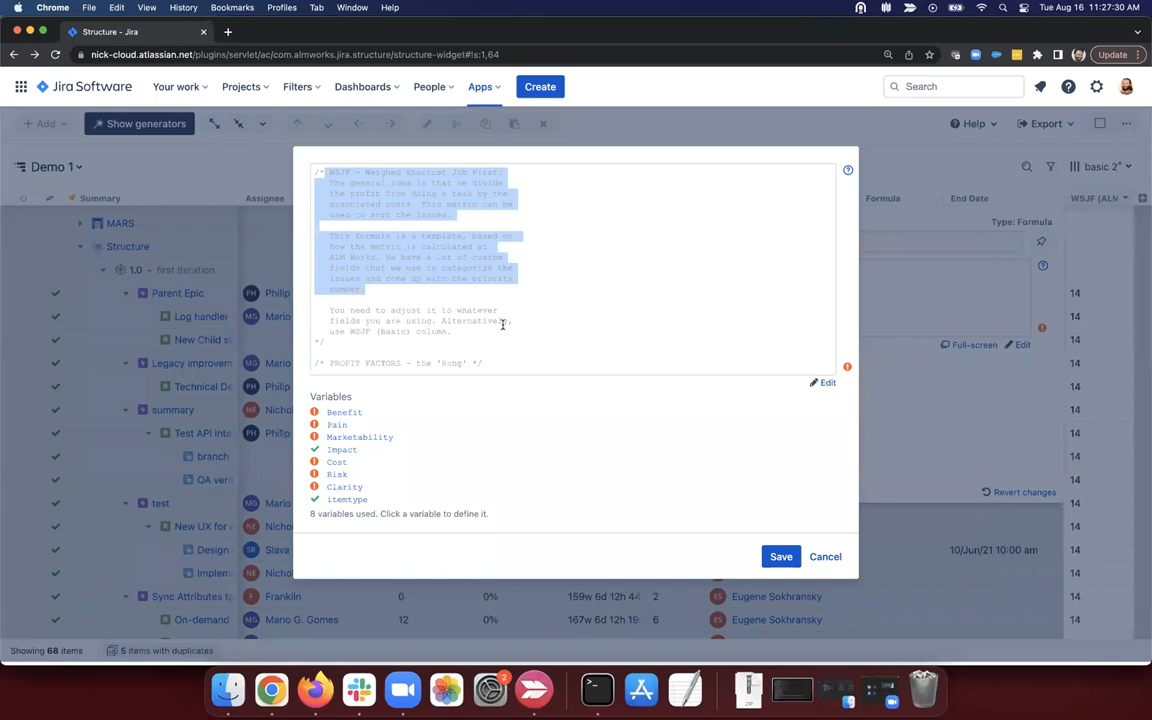 Chrome File Edit View History Bookmarks Profiles Tab Window Help
2
Tue Aug 16 11:27:30 AM
Structure - Jira
nick-cloud.atlassian.net/plugins/servlet/ac/com.almworks.jira.structure/structure-widget#!s:1,64
Update
Jira Software
Your work Projects Filters Dashboards People Apps Create
Search
+ Add Show generators
Help Export
Demo 1
basic 2*
Summary Assignee Formula End Date WSJF (ALM
MARS
Structure
1.0 - first iteration
Parent Epic Philip 14
Log handler Mario 14
New Child s 14
Legacy improvem Philip 14
Technical De Philip 14
summary Nichol 14
Test API inte Philip 14
branch 14
QA veri 14
test Mario 14
New UX for Nichol 14
Design Slava 10/Jun/21 10:00 am 14
Implem Nichol 14
Sync Attributes to Franklin 0 0% 159w 6d 12h 44 2 Eugene Sokhransky 14
On-demand Mario G. Gomes 12 0% 167w 6d 12h 19 6 Eugene Sokhransky 14
Type: Formula
Full-screen Edit
Revert changes
Showing 68 items 5 items with duplicates
/* WSJF - Weighed Shortest Job First.
The general idea is that we divide
the profit from doing a task by the
associated costs. This metric can be
used to sort the issues.
This formula is a template, based on
how the metric is calculated at
ALM Works. We have a lot of custom
fields that we use to categorize the
issues and come up with the priority
number.
You need to adjust it to whatever
fields you are using. Alternatively,
use WSJF (Basic) column.
*/
/* PROFIT FACTORS - the 'Bang' */
Edit
Variables
Benefit
Pain
Marketability
Impact
Cost
Risk
Clarity
itemtype
8 variables used. Click a variable to define it.
Save Cancel
2
ZIP